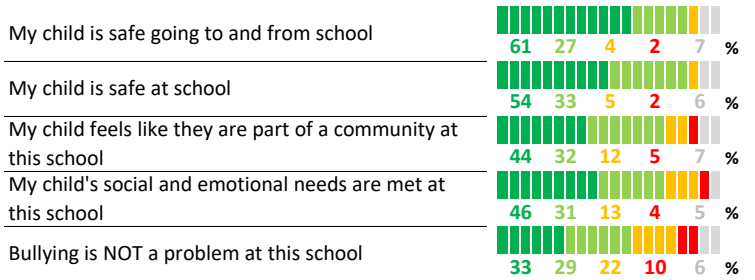 My child is safe going to and from school
61 27 4 2 7 %
My child is safe at school
54 33 5 2 6 %
My child feels like they are part of a community at
this school
44 32 12 5 7 %
My child's social and emotional needs are met at
this school
46 31 13 4 5 %
Bullying is NOT a problem at this school
33 29 22 10 6 %